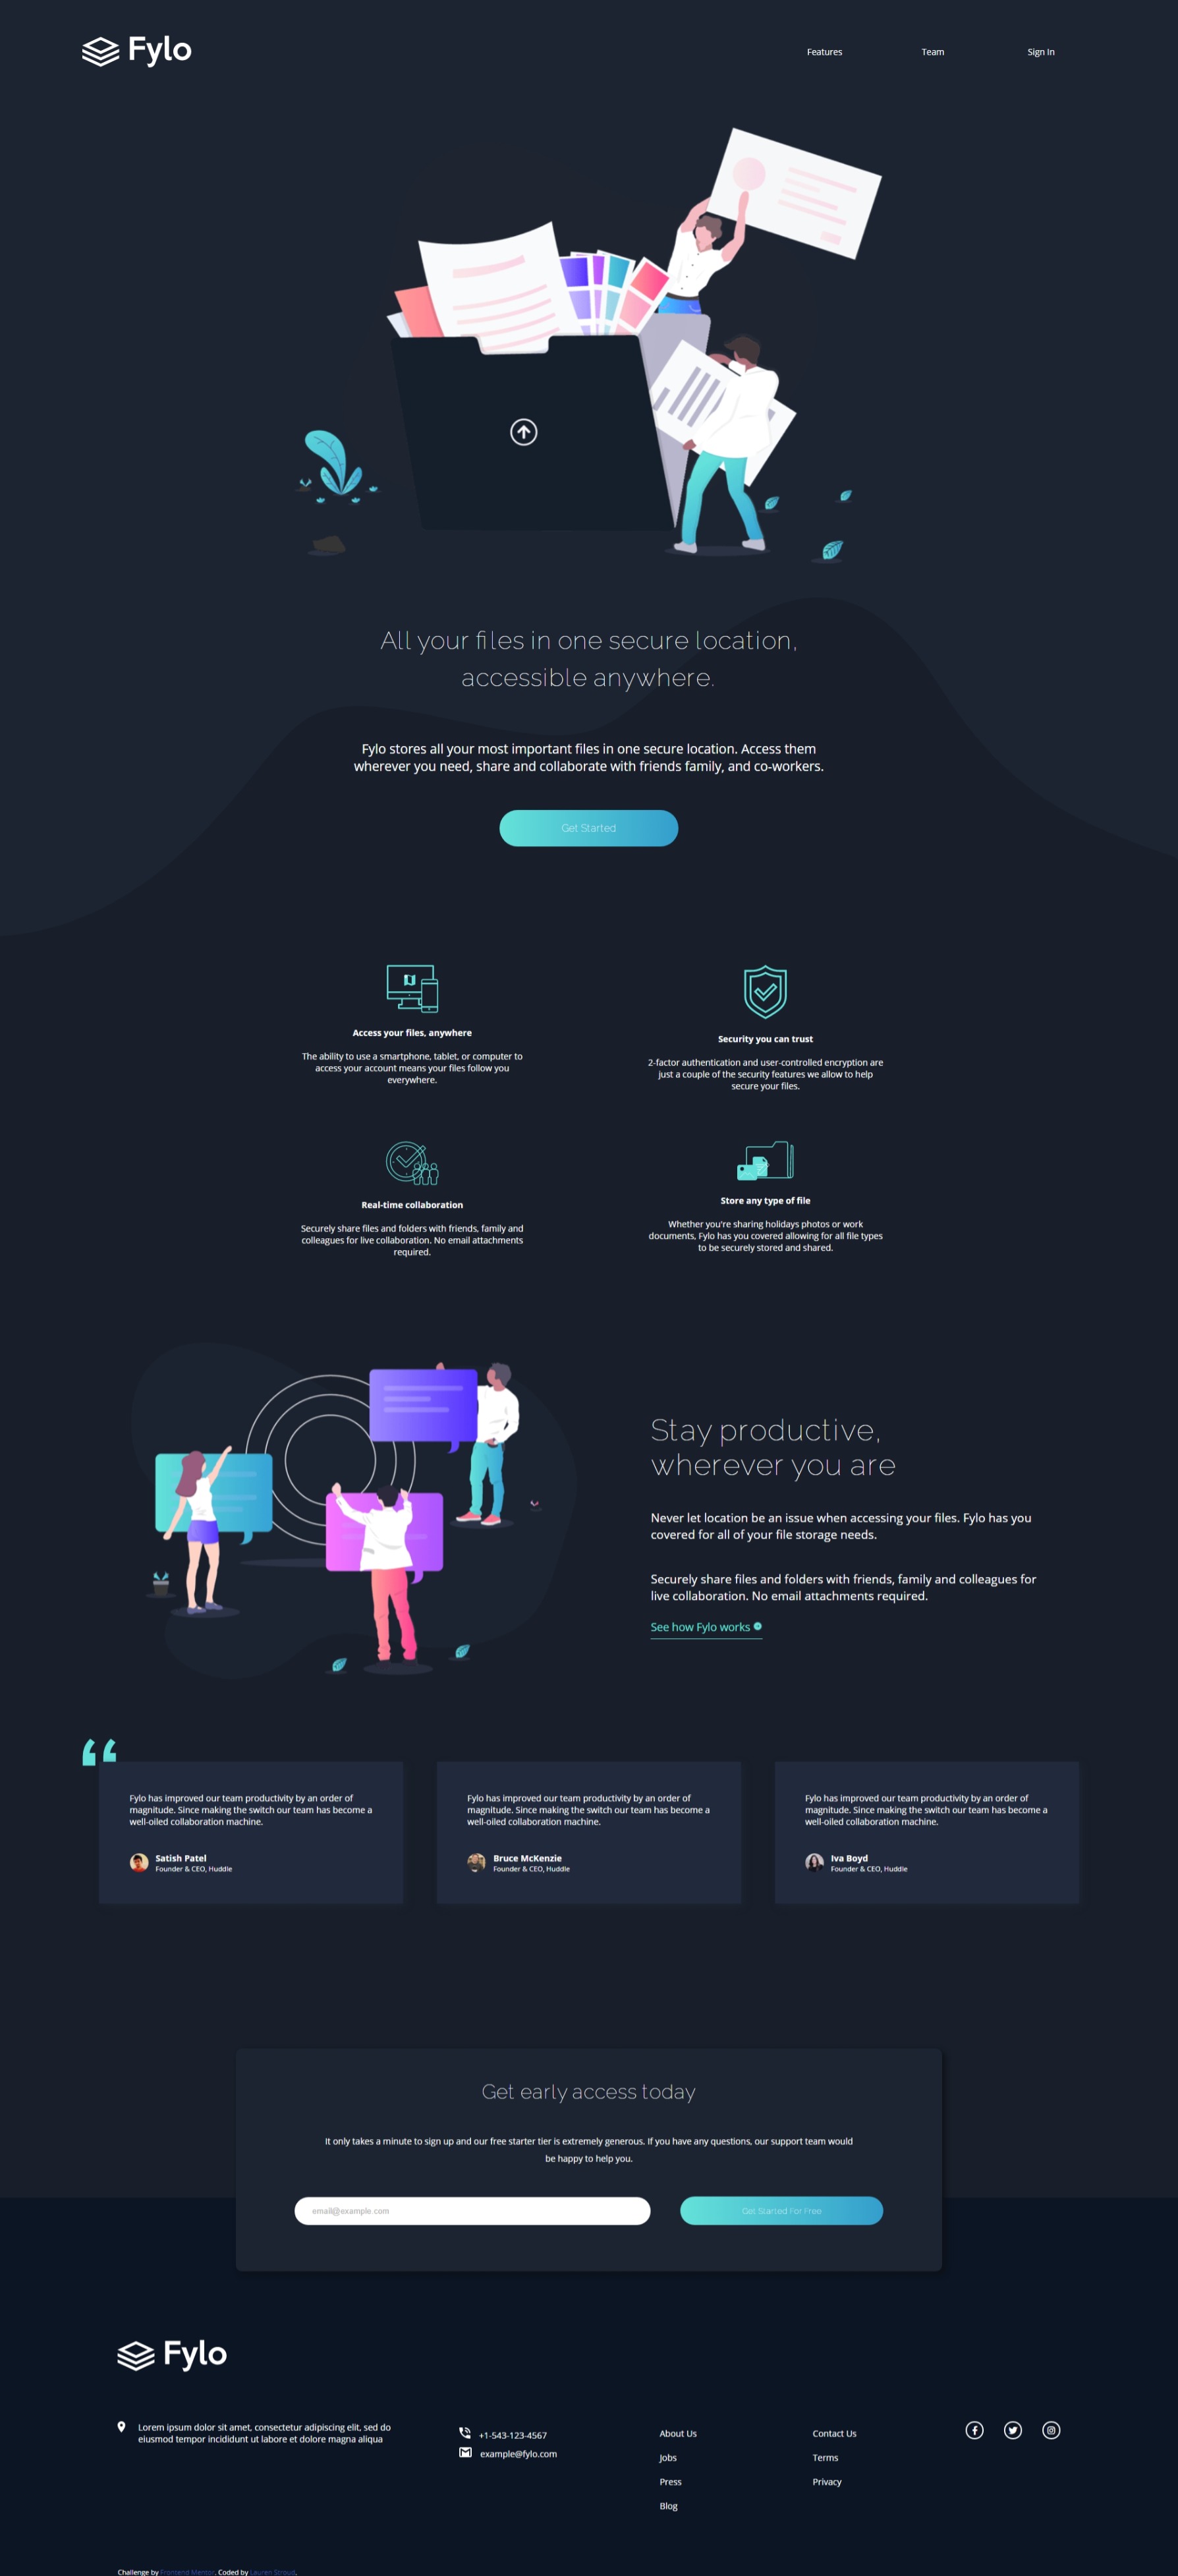 Fylo
Features
Team
Sign In
All your files in one secure location,
accessible anywhere.
Fylo stores all your most important files in one secure location. Access them
wherever you need, share and collaborate with friends family, and co-workers.
Get Started
Access your files, anywhere
The ability to use a smartphone, tablet, or computer to
access your account means your files follow you
everywhere.
Security you can trust
2-factor authentication and user-controlled encryption are
just a couple of the security features we allow to help
secure your files.
Real-time collaboration
Securely share files and folders with friends, family and
colleagues for live collaboration. No email attachments
required.
Store any type of file
Whether you're sharing holidays photos or work
documents, Fylo has you covered allowing for all file types
to be securely stored and shared.
Stay productive,
wherever you are
Never let location be an issue when accessing your files. Fylo has you
covered for all of your file storage needs.
Securely share files and folders with friends, family and colleagues for
live collaboration. No email attachments required.
See how Fylo works
Fylo has improved our team productivity by an order of
magnitude. Since making the switch our team has become a
well-oiled collaboration machine.
Satish Patel
Founder & CEO, Huddle
Fylo has improved our team productivity by an order of
magnitude. Since making the switch our team has become a
well-oiled collaboration machine.
Bruce McKenzie
Founder & CEO, Huddle
Fylo has improved our team productivity by an order of
magnitude. Since making the switch our team has become a
well-oiled collaboration machine.
Iva Boyd
Founder & CEO, Huddle
Get early access today
It only takes a minute to sign up and our free starter tier is extremely generous. If you have any questions, our support team would
be happy to help you.
email@example.com
Get Started For Free
Fylo
Lorem ipsum dolor sit amet, consectetur adipiscing elit, sed do
eiusmod tempor incididunt ut labore et dolore magna aliqua
+1-543-123-4567
example@fylo.com
About Us
Jobs
Press
Blog
Contact Us
Terms
Privacy
Challenge by Frontend Mentor. Coded by Lauren Stroud.